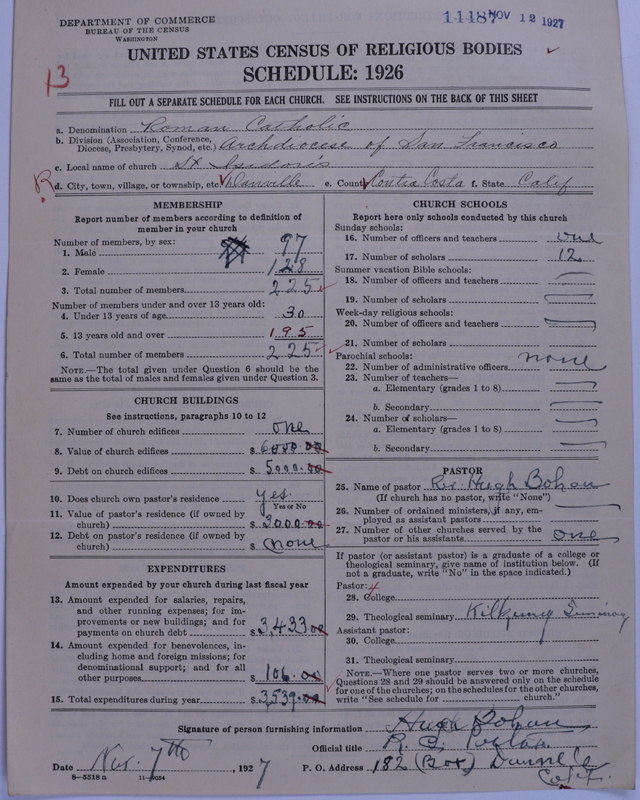 DEPARTMENT OF COMMERCE
BUREAU OF THE CENSUS
WASHINGTON
11187 NOV 12 1927
UNITED STATES CENSUS OF RELIGIOUS BODIES
SCHEDULE: 1926
13
FILL OUT A SEPARATE SCHEDULE FOR EACH CHURCH. SEE INSTRUCTIONS ON THE BACK OF THIS SHEET
a. Denomination Roman Catholic
b. Division (Association, Conference, Diocese, Presbytery, Synod, etc.) Archdiocese of San Francisco
c. Local name of church St Isadori's
R d. City, town, village, or township, etc. Danville e. County Contra Costa f. State Calif
MEMBERSHIP
Report number of members according to definition of
member in your church
Number of members, by sex:
1. Male 97
2. Female 128
3. Total number of members 225
Number of members under and over 13 years old:
4. Under 13 years of age 30
5. 13 years old and over 195
6. Total number of members 225
NOTE.—The total given under Question 6 should be
same as the total of males and females given under Question 3.
CHURCH BUILDINGS
See instructions, paragraphs 10 to 12
7. Number of church edifices one
8. Value of church edifices $ 6000.00
9. Debt on church edifices $ 5000.00
10. Does church own pastor's residence yes
Yes or No
11. Value of pastor's residence (if owned by
church) $ 3000.00
12. Debt on pastor's residence (if owned by
church) $ none
EXPENDITURES
Amount expended by your church during last fiscal year
13. Amount expended for salaries, repairs,
and other running expenses; for im-
provements or new buildings; and for
payments on church debt $ 3,433.00
14. Amount expended for benevolences, in-
cluding home and foreign missions; for
denominational support; and for all
other purposes $ 106.00
15. Total expenditures during year $ 3539.00
CHURCH SCHOOLS
Report here only schools conducted by this church
Sunday schools:
16. Number of officers and teachers one
17. Number of scholars 12
Summer vacation Bible schools:
18. Number of officers and teachers
19. Number of scholars
Week-day religious schools:
20. Number of officers and teachers
21. Number of scholars
Parochial schools:
22. Number of administrative officers none
23. Number of teachers—
a. Elementary (grades 1 to 8)
b. Secondary
24. Number of scholars—
a. Elementary (grades 1 to 8)
b. Secondary
PASTOR
25. Name of pastor Rev. Hugh Bohan
(If church has no pastor, write "None")
26. Number of ordained ministers, if any, em-
ployed as assistant pastors
27. Number of other churches served by the
pastor or his assistants one
If pastor (or assistant pastor) is a graduate of a college or
theological seminary, give name of institution below. (If
not a graduate, write "No" in the space indicated.)
Pastor: 4
28. College
29. Theological seminary Kilkenny Seminary
Assistant pastor:
30. College
31. Theological seminary
NOTE.—Where one pastor serves two or more churches,
Questions 28 and 29 should be answered only on the schedule
for one of the churches; on the schedules for the other churches,
write "See schedule for church."
Signature of person furnishing information Hugh Bohan
Official title R. C. Pastor
Date Nov. 7th, 1927 P. O. Address 182 (Box) Danville
Calif.
8-5518 a